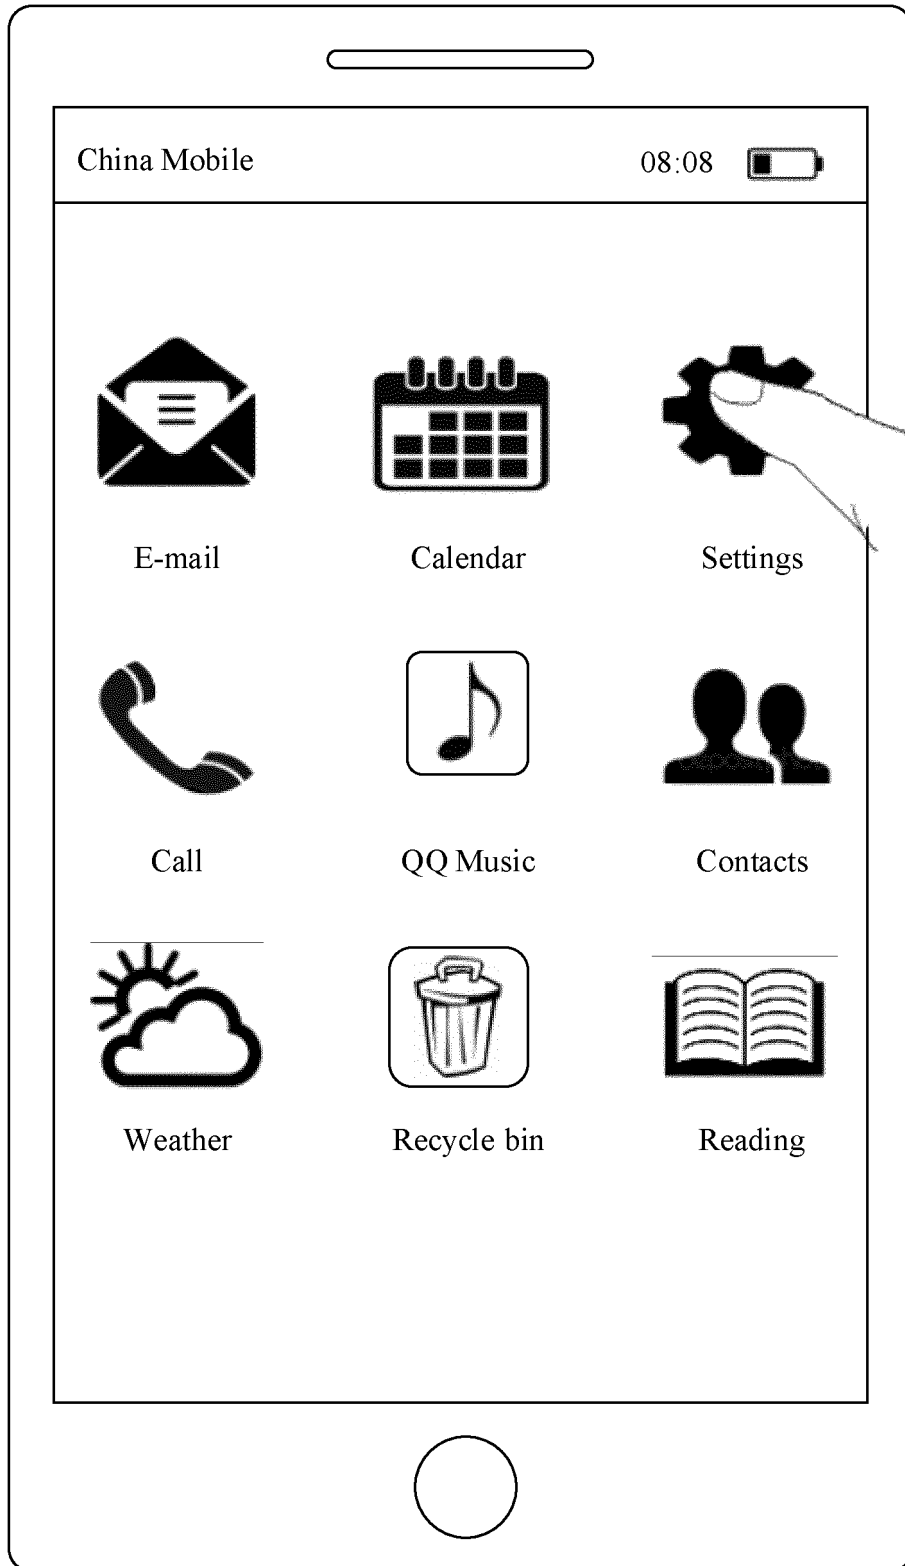 China Mobile 08:08
E-mail Calendar Settings
Call QQ Music Contacts
Weather Recycle bin Reading